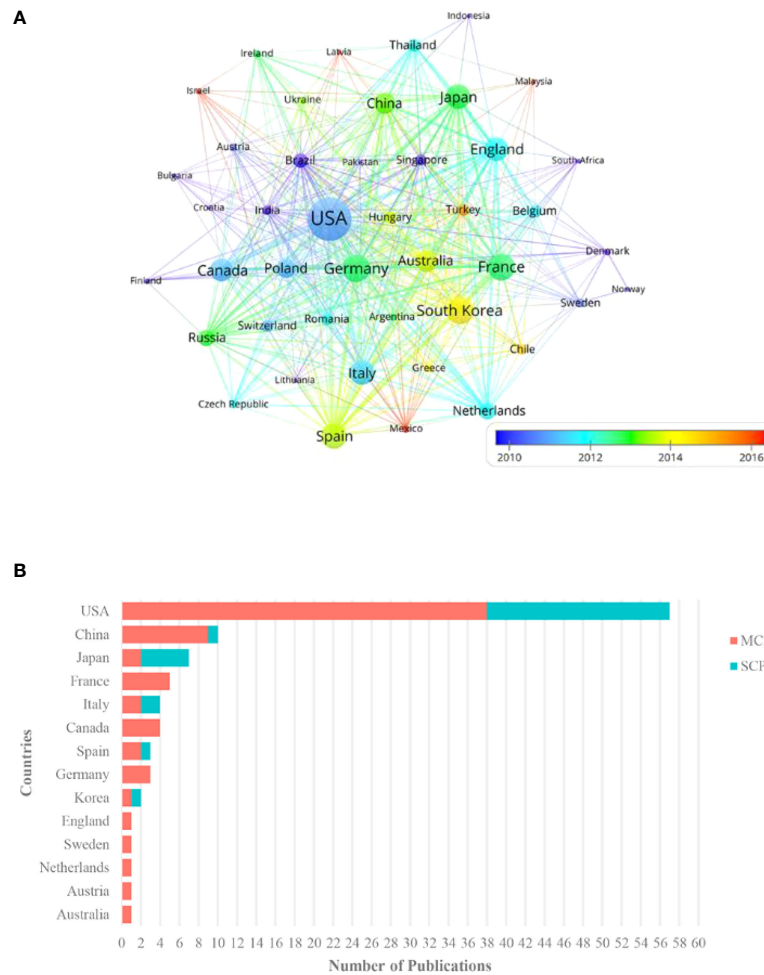 A
Indonesia
Ireland
Latvia
Thailand
Israel
Ukraine
China
Japan
Malaysia
Austria
Brazil
Pakistan
Singapore
England
South Africa
Bulgaria
Croatia
India
USA
Hungary
Turkey
Belgium
Denmark
Finland
Canada
Poland
Germany
Australia
France
Norway
Sweden
Russia
Switzerland
Romania
Argentina
South Korea
Chile
Lithuania
Italy
Greece
Czech Republic
Netherlands
Spain
Mexico
2010 2012 2014 2016
B
USA
China
Japan
France
Italy
Canada
Spain
Germany
Korea
England
Sweden
Netherlands
Austria
Australia
Countries
MC
SCP
0 2 4 6 8 10 12 14 16 18 20 22 24 26 28 30 32 34 36 38 40 42 44 46 48 50 52 54 56 58 60
Number of Publications